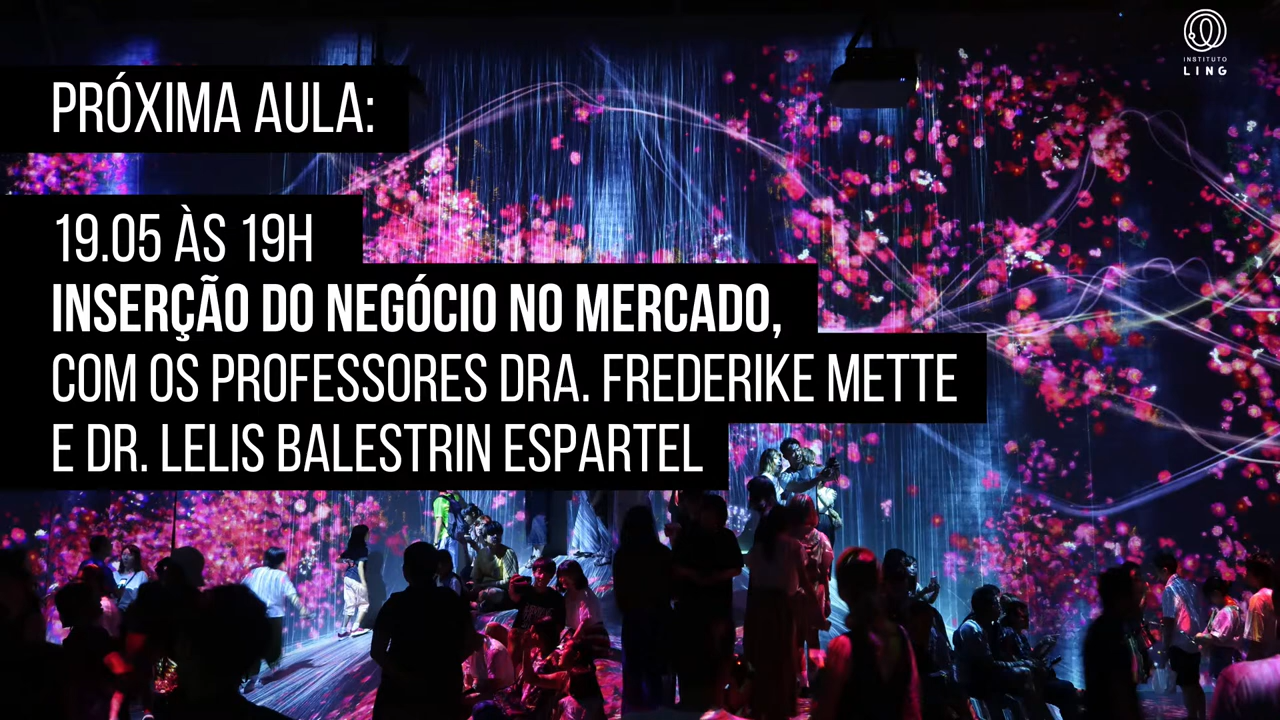 INSTITUTO
LING
PRÓXIMA AULA:
19.05 ÀS 19H
INSERÇÃO DO NEGÓCIO NO MERCADO,
COM OS PROFESSORES DRA. FREDERIKE METTE
E DR. LELIS BALESTRIN ESPARTEL